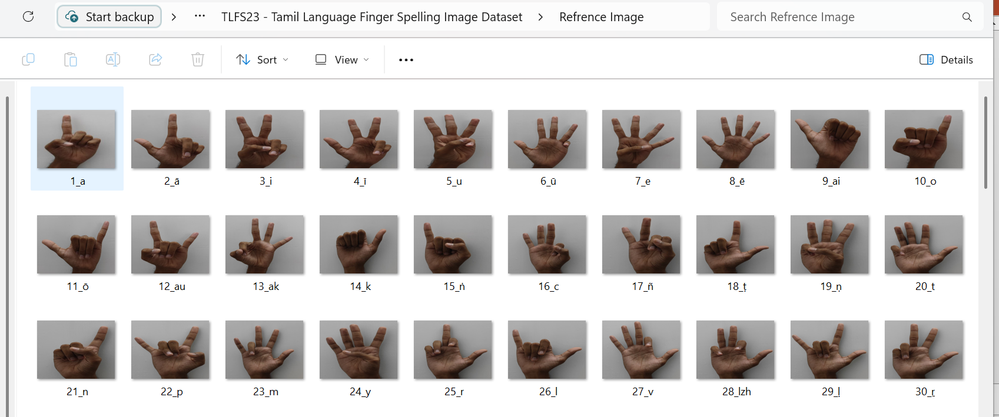 Start backup > ... TLFS23 - Tamil Language Finger Spelling Image Dataset > Refrence Image Search Refrence Image
Sort View ... Details
1_a 2_ā 3_i 4_ī 5_u 6_ū 7_e 8_ē 9_ai 10_o
11_ō 12_au 13_ak 14_k 15_ṅ 16_c 17_ñ 18_ṭ 19_ṇ 20_t
21_n 22_p 23_m 24_y 25_r 26_l 27_v 28_lzh 29_ḷ 30_ṟ